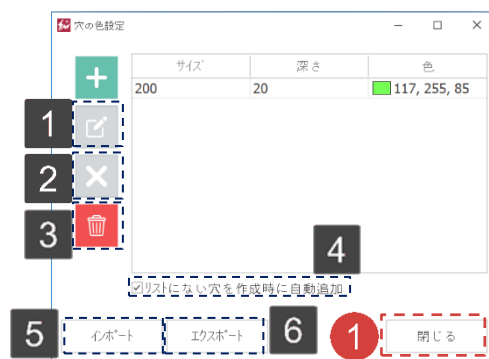 穴の色設定
サイズ 深さ 色
200 20 117, 255, 85
1
2
3
4
リストにない穴を作成時に自動追加
5 インポート エクスポート 6 1 閉じる